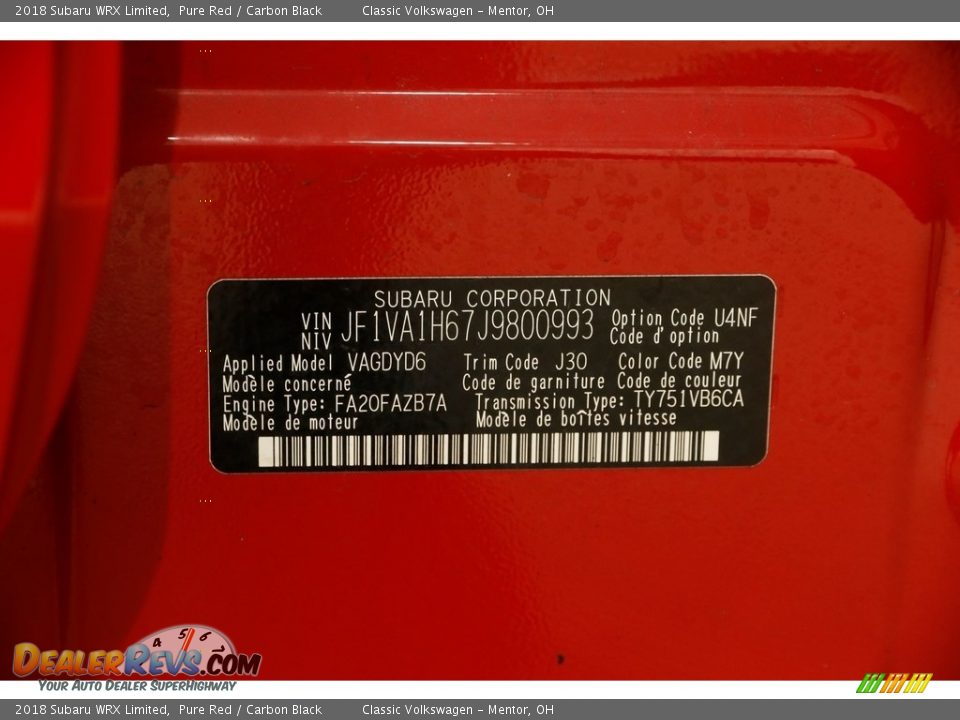 2018 Subaru WRX Limited,  Pure Red / Carbon Black Classic Volkswagen - Mentor, OH
SUBARU CORPORATION
VIN JF1VA1H67J9800993 Option Code U4NF
NIV Code d'option
Applied Model VAGDYD6 Trim Code J30 Color Code M7Y
Modèle concerné Code de garniture Code de couleur
Engine Type: FA20FAZB7A Transmission Type: TY751VB6CA
Modèle de moteur Modèle de boîtes vitesse
4 5 6
DEALERREVS.COM
YOUR AUTO DEALER SUPERHIGHWAY
2018 Subaru WRX Limited,  Pure Red / Carbon Black Classic Volkswagen - Mentor, OH